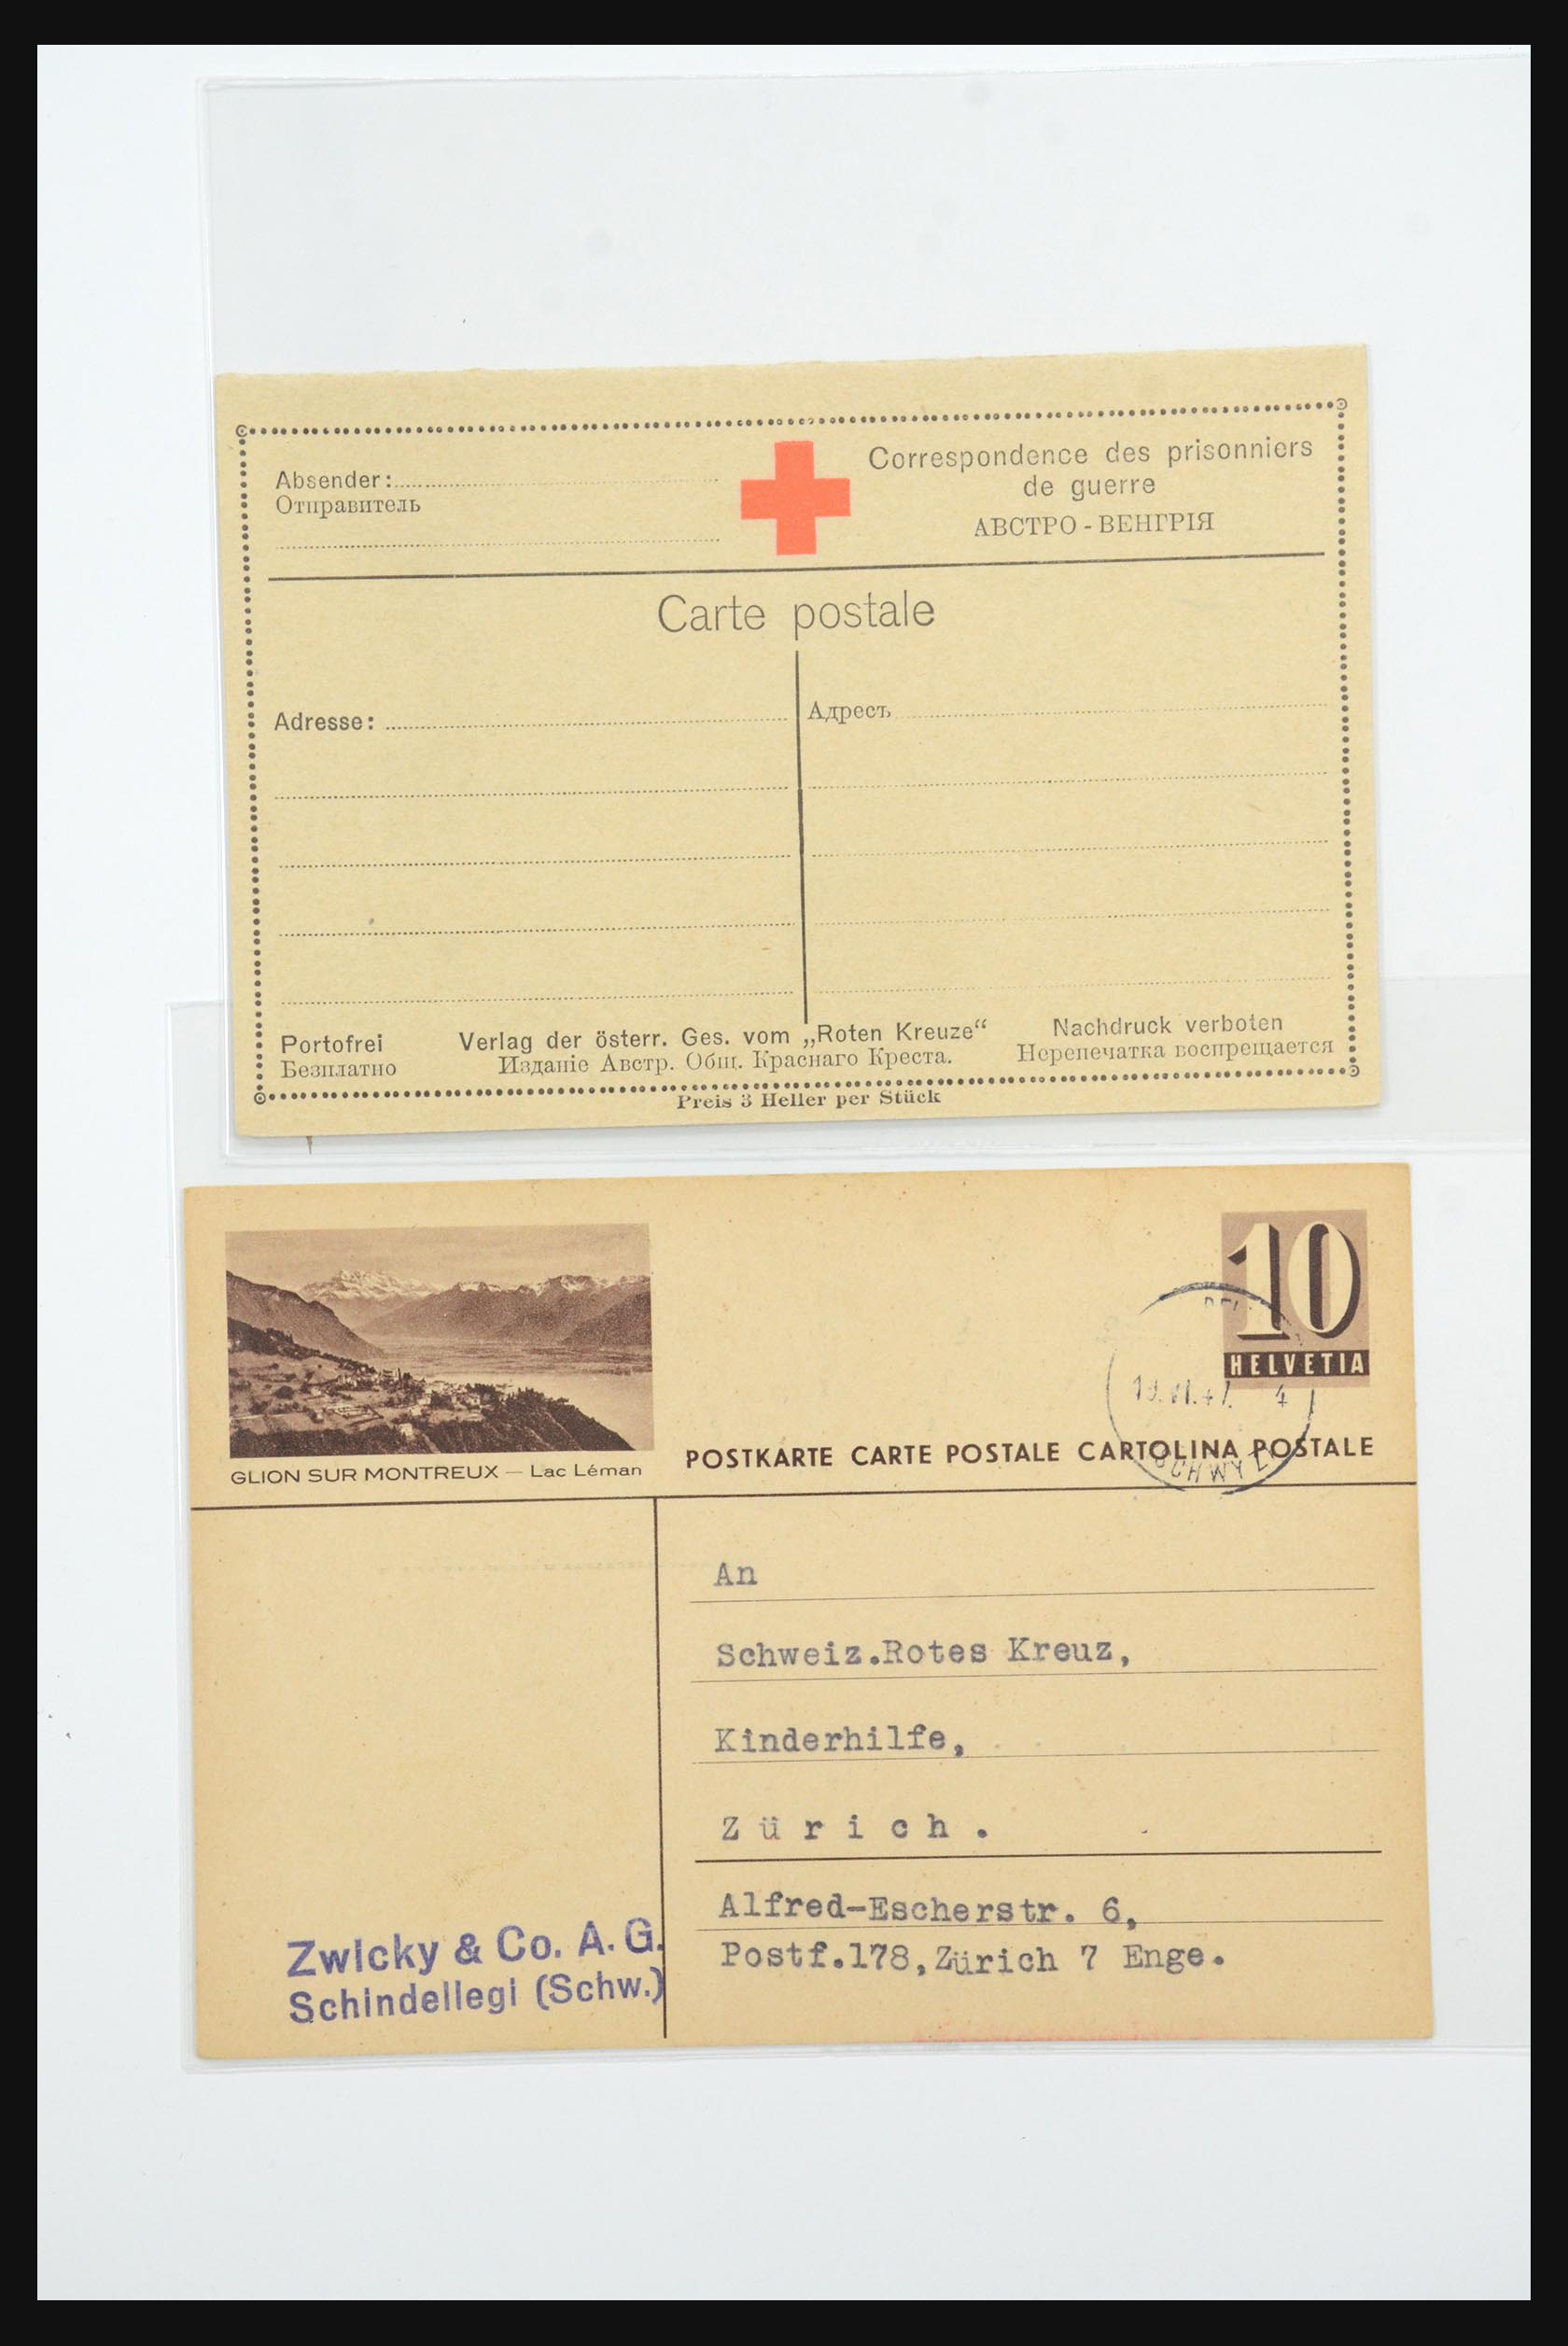 Absender:
Отправитель
Correspondence des prisonniers
de guerre
АВСТРО - ВЕНГРІЯ
Carte postale
Adresse:
Адресъ
Portofrei
Безплатно
Verlag der österr. Ges. vom „Roten Kreuze“
Изданіе Австр. Общ. Краснаго Креста.
Nachdruck verboten
Перепечатка воспрещается
Preis 3 Heller per Stück
10
HELVETIA
GLION SUR MONTREUX — Lac Léman
POSTKARTE CARTE POSTALE CARTOLINA POSTALE
SCHWYZ
An
Schweiz.Rotes Kreuz,
Kinderhilfe,
Zürich.
Alfred-Escherstr. 6,
Postf.178,Zürich 7 Enge.
Zwicky & Co. A. G.
Schindellegi (Schw.)